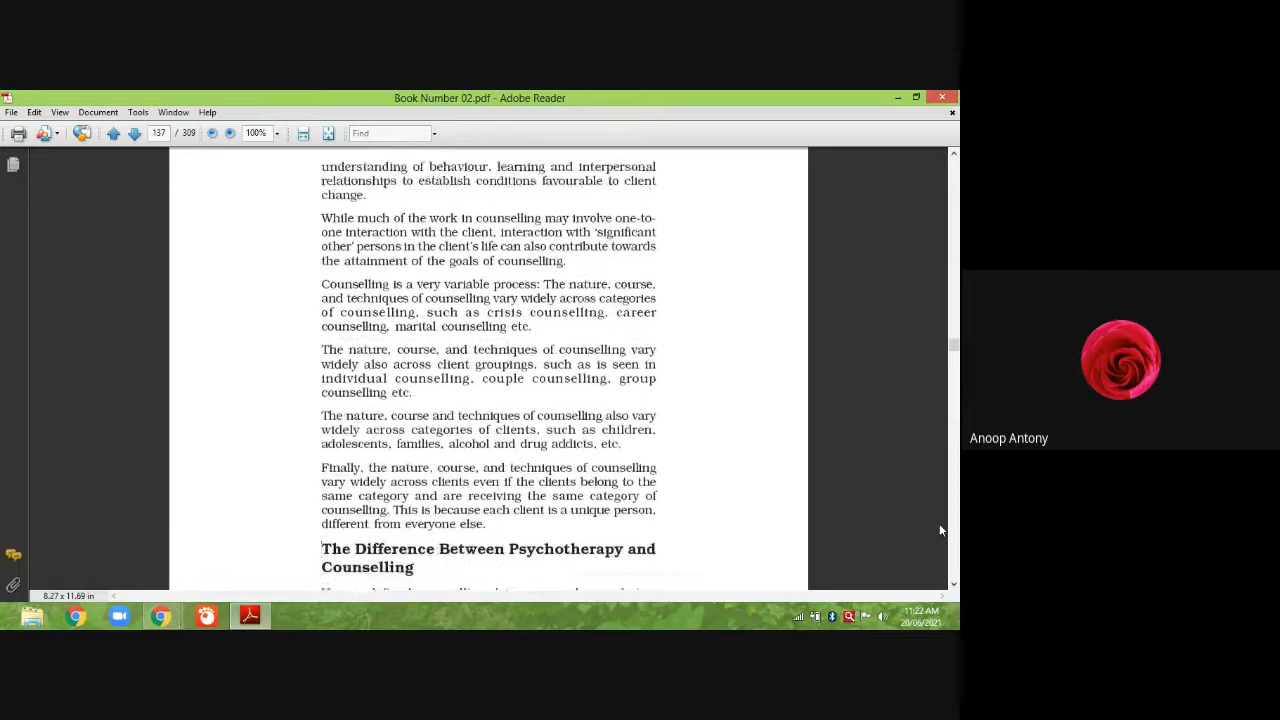 Book Number 02.pdf - Adobe Reader
File Edit View Document Tools Window Help
137 / 309 100% Find
understanding of behaviour, learning and interpersonal
relationships to establish conditions favourable to client
change.
While much of the work in counselling may involve one-to-
one interaction with the client, interaction with ‘significant
other’ persons in the client’s life can also contribute towards
the attainment of the goals of counselling.
Counselling is a very variable process: The nature, course,
and techniques of counselling vary widely across categories
of counselling, such as crisis counselling, career
counselling, marital counselling etc.
The nature, course, and techniques of counselling vary
widely also across client groupings, such as is seen in
individual counselling, couple counselling, group
counselling etc.
The nature, course and techniques of counselling also vary
widely across categories of clients, such as children,
adolescents, families, alcohol and drug addicts, etc.
Finally, the nature, course, and techniques of counselling
vary widely across clients even if the clients belong to the
same category and are receiving the same category of
counselling. This is because each client is a unique person,
different from everyone else.
The Difference Between Psychotherapy and
Counselling
8.27 x 11.69 in
11:22 AM
20/06/2021
Anoop Antony